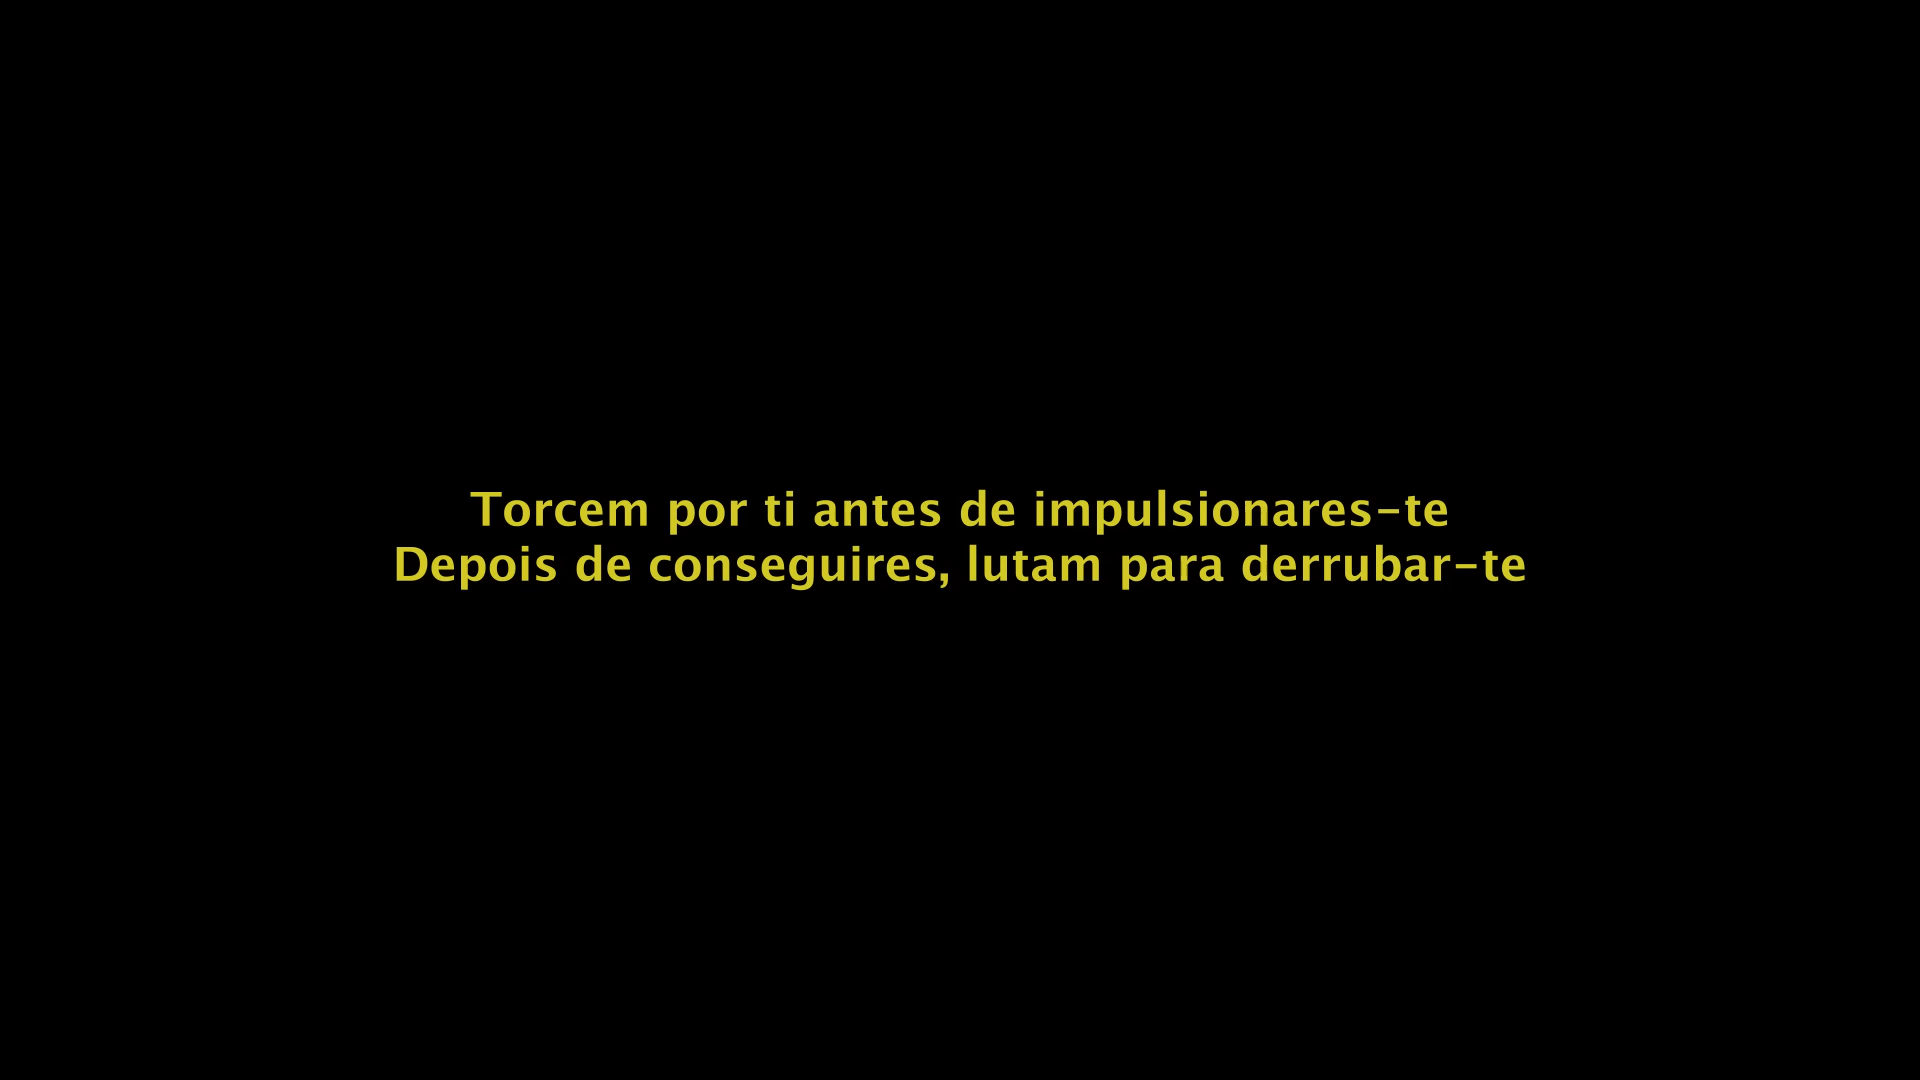 Torcem por ti antes de impulsionares-te
Depois de conseguires, lutam para derrubar-te